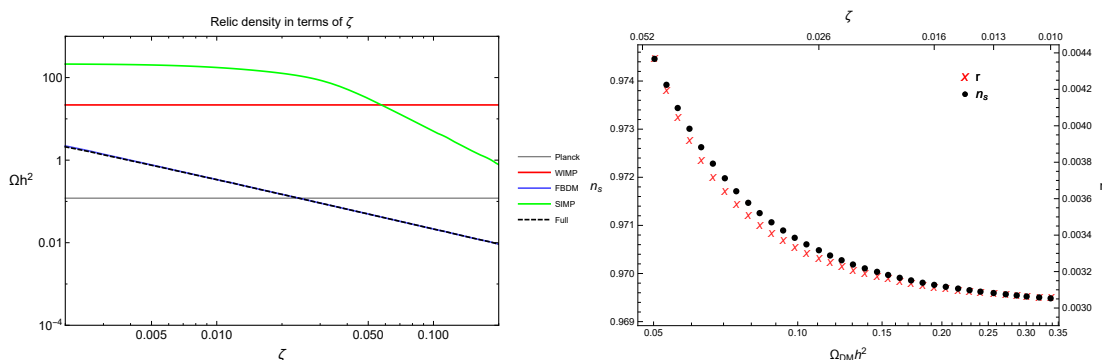 Relic density in terms of ζ
100
1
0.01
10⁻⁴
Ωh²
0.005
0.010
0.050
0.100
ζ
Planck
WIMP
FBDM
SIMP
Full
ζ
0.052
0.026
0.016
0.013
0.010
0.974
0.973
0.972
0.971
0.970
0.969
n_s
r
n_s
0.0044
0.0042
0.0040
0.0038
0.0036
0.0034
0.0032
0.0030
r
0.05
0.10
0.15
0.20
0.25
0.30
0.35
Ω_DM h²